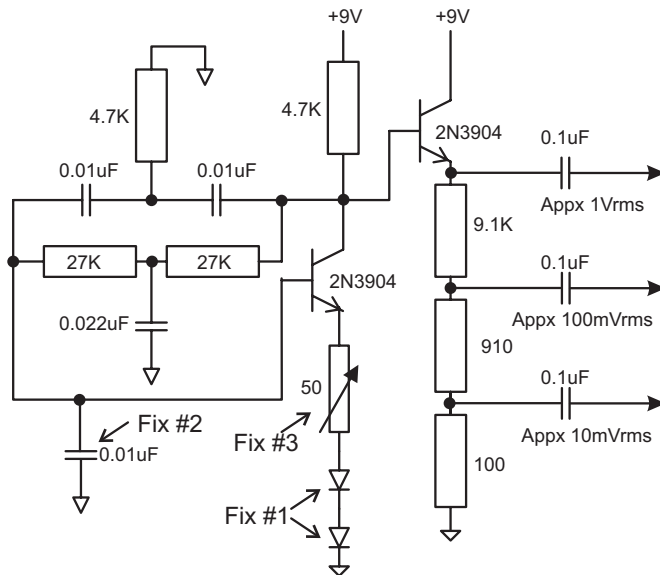 +9V
+9V
4.7K
4.7K
2N3904
0.1uF
0.01uF
0.01uF
Appx 1Vrms
9.1K
27K
27K
2N3904
0.1uF
0.022uF
Appx 100mVrms
910
50
0.1uF
Fix #2
Fix #3
Appx 10mVrms
0.01uF
100
Fix #1